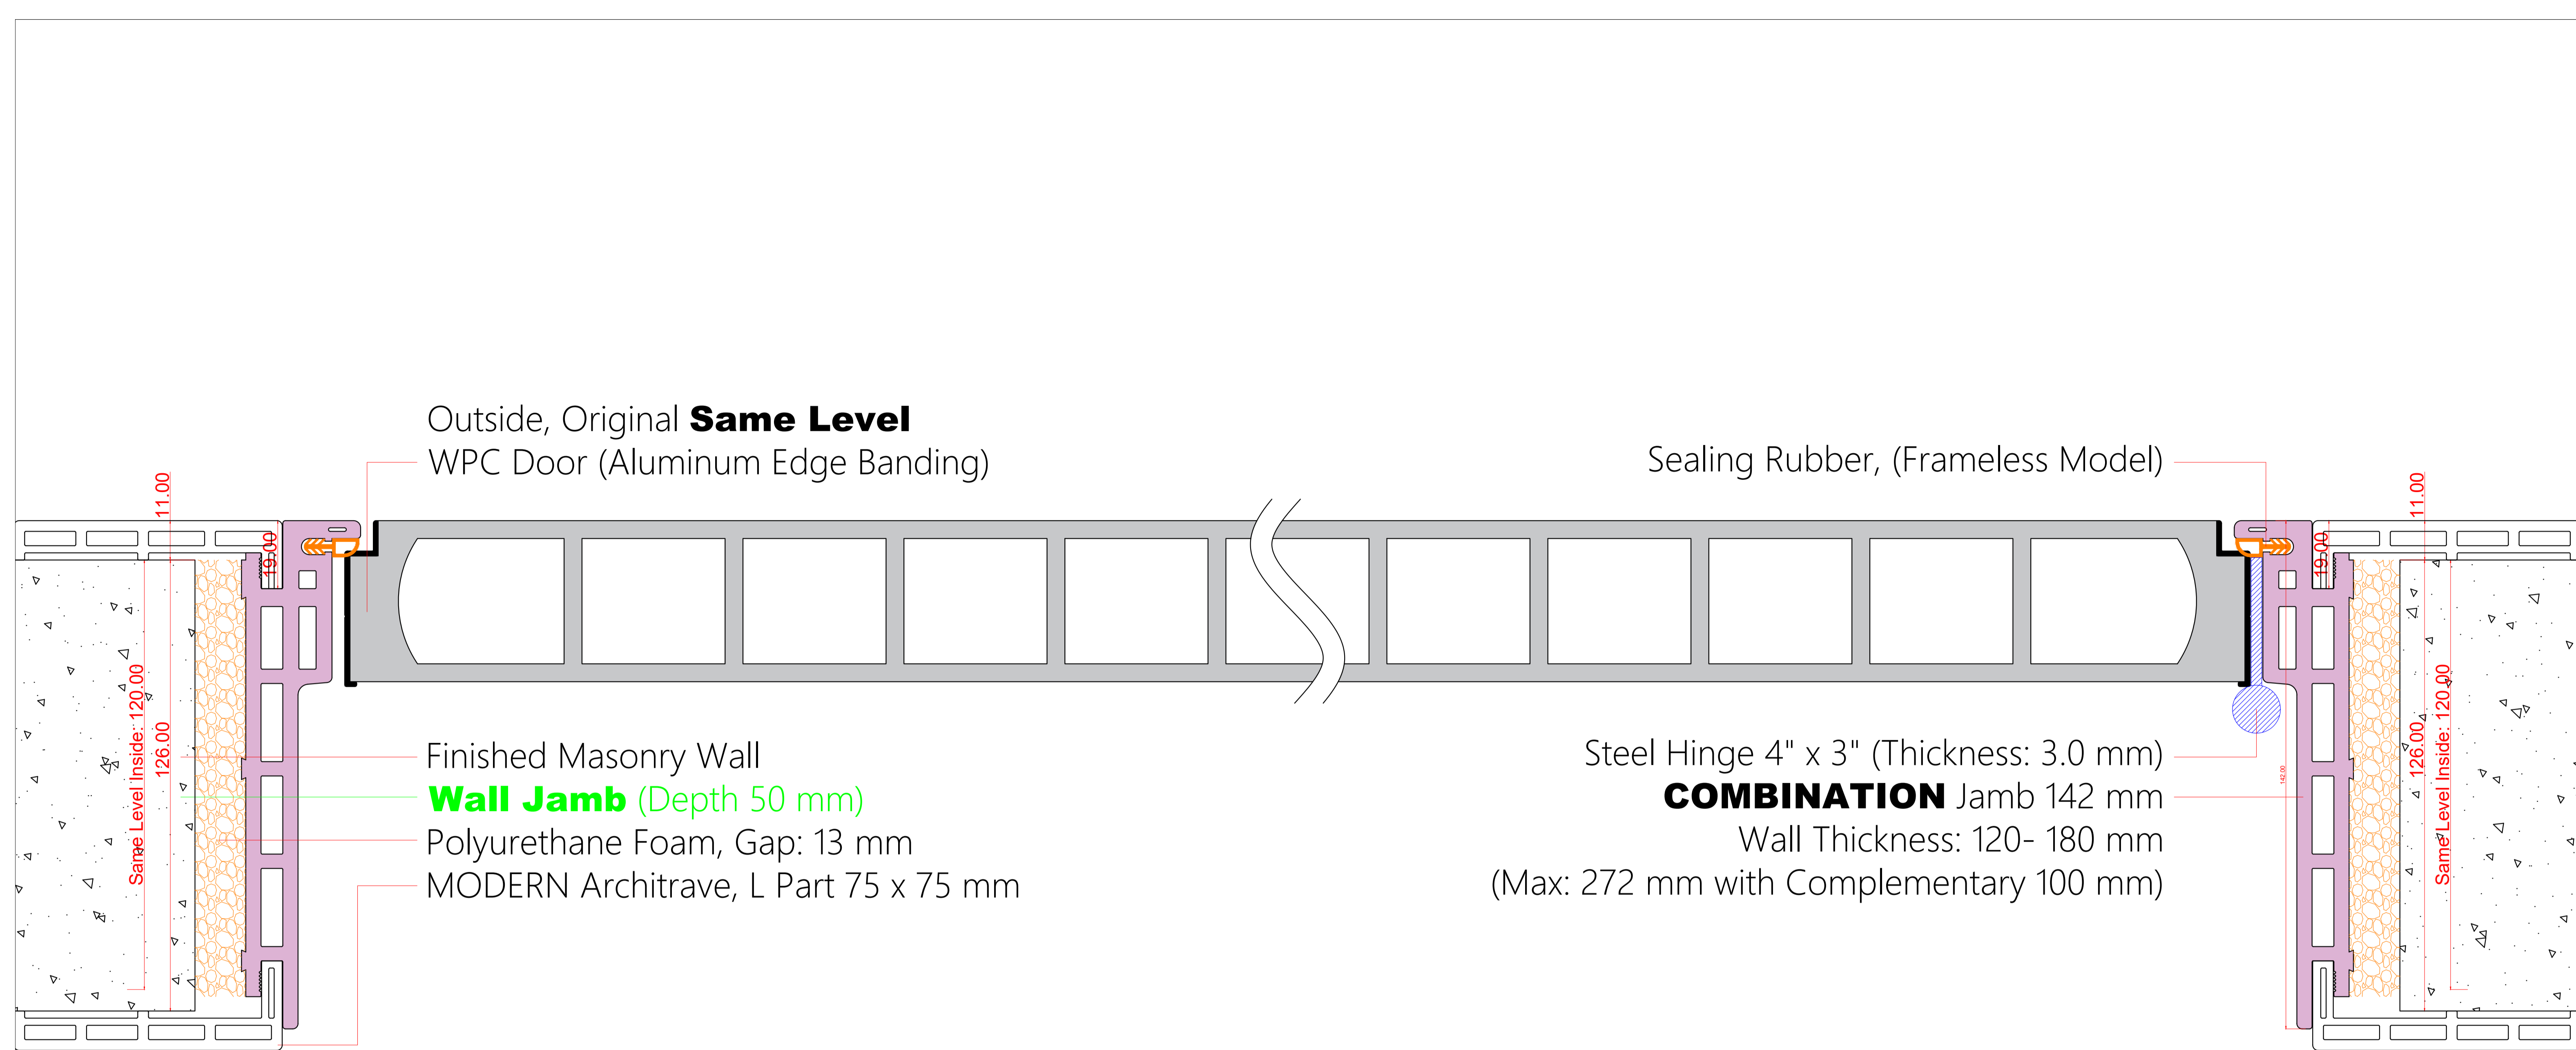 Outside, Original Same Level
WPC Door (Aluminum Edge Banding)
Sealing Rubber, (Frameless Model)
11.00
19.00
Same Level Inside: 120.00
126.00
11.00
19.00
142.00
126.00
Same Level Inside: 120.00
Finished Masonry Wall
Wall Jamb (Depth 50 mm)
Polyurethane Foam, Gap: 13 mm
MODERN Architrave, L Part 75 x 75 mm
Steel Hinge 4" x 3" (Thickness: 3.0 mm)
COMBINATION Jamb 142 mm
Wall Thickness: 120- 180 mm
(Max: 272 mm with Complementary 100 mm)